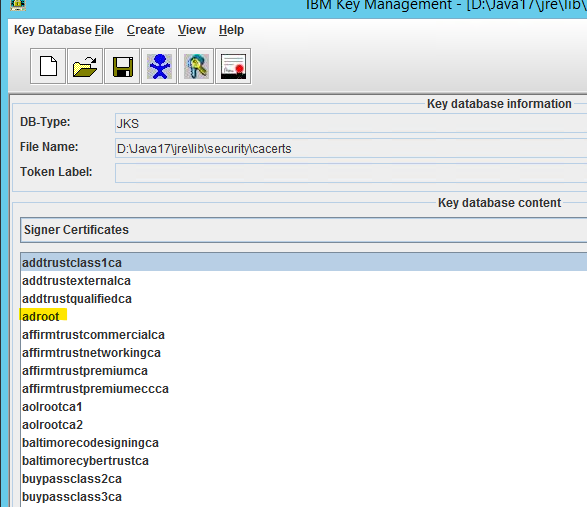 IBM Key Management - [D:\Java17\jre\lib\
Key Database File Create View Help
Key database information
DB-Type: JKS
File Name: D:\Java17\jre\lib\security\cacerts
Token Label:
Key database content
Signer Certificates
addtrustclass1ca
addtrustexternalca
addtrustqualifiedca
adroot
affirmtrustcommercialca
affirmtrustnetworkingca
affirmtrustpremiumca
affirmtrustpremiumeccca
aolrootca1
aolrootca2
baltimorecodesigningca
baltimorecybertrustca
buypassclass2ca
buypassclass3ca